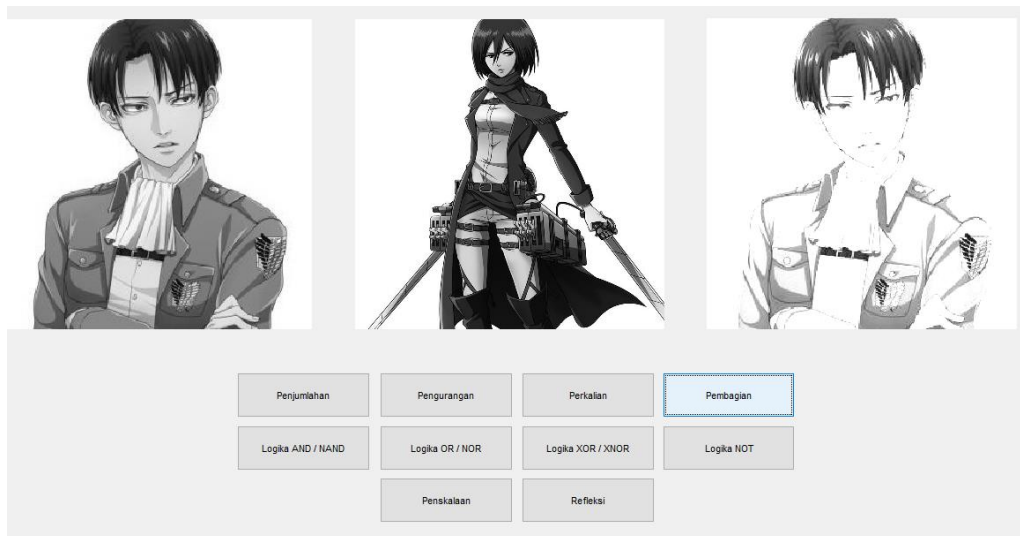 Penjumlahan
Pengurangan
Perkalian
Pembagian
Logika AND / NAND
Logika OR / NOR
Logika XOR / XNOR
Logika NOT
Penskalaan
Refleksi